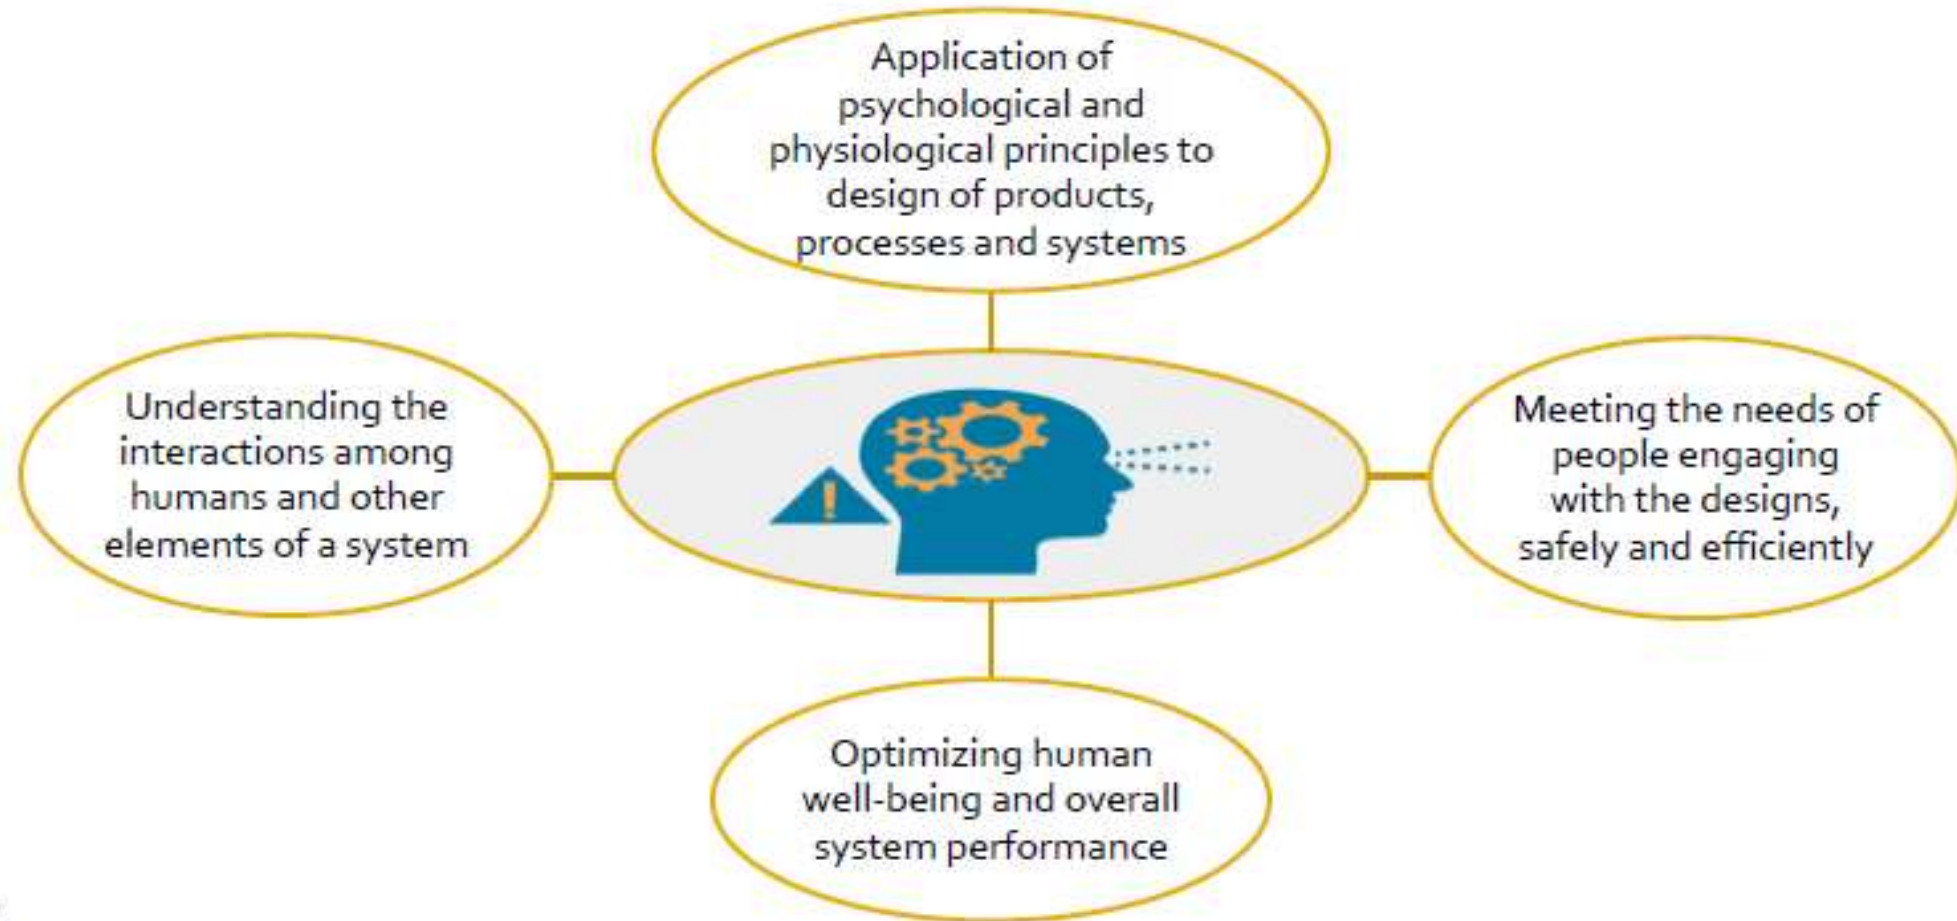 Application of
psychological and
physiological principles to
design of products,
processes and systems
Understanding the
interactions among
humans and other
elements of a system
!
Meeting the needs of
people engaging
with the designs,
safely and efficiently
Optimizing human
well-being and overall
system performance